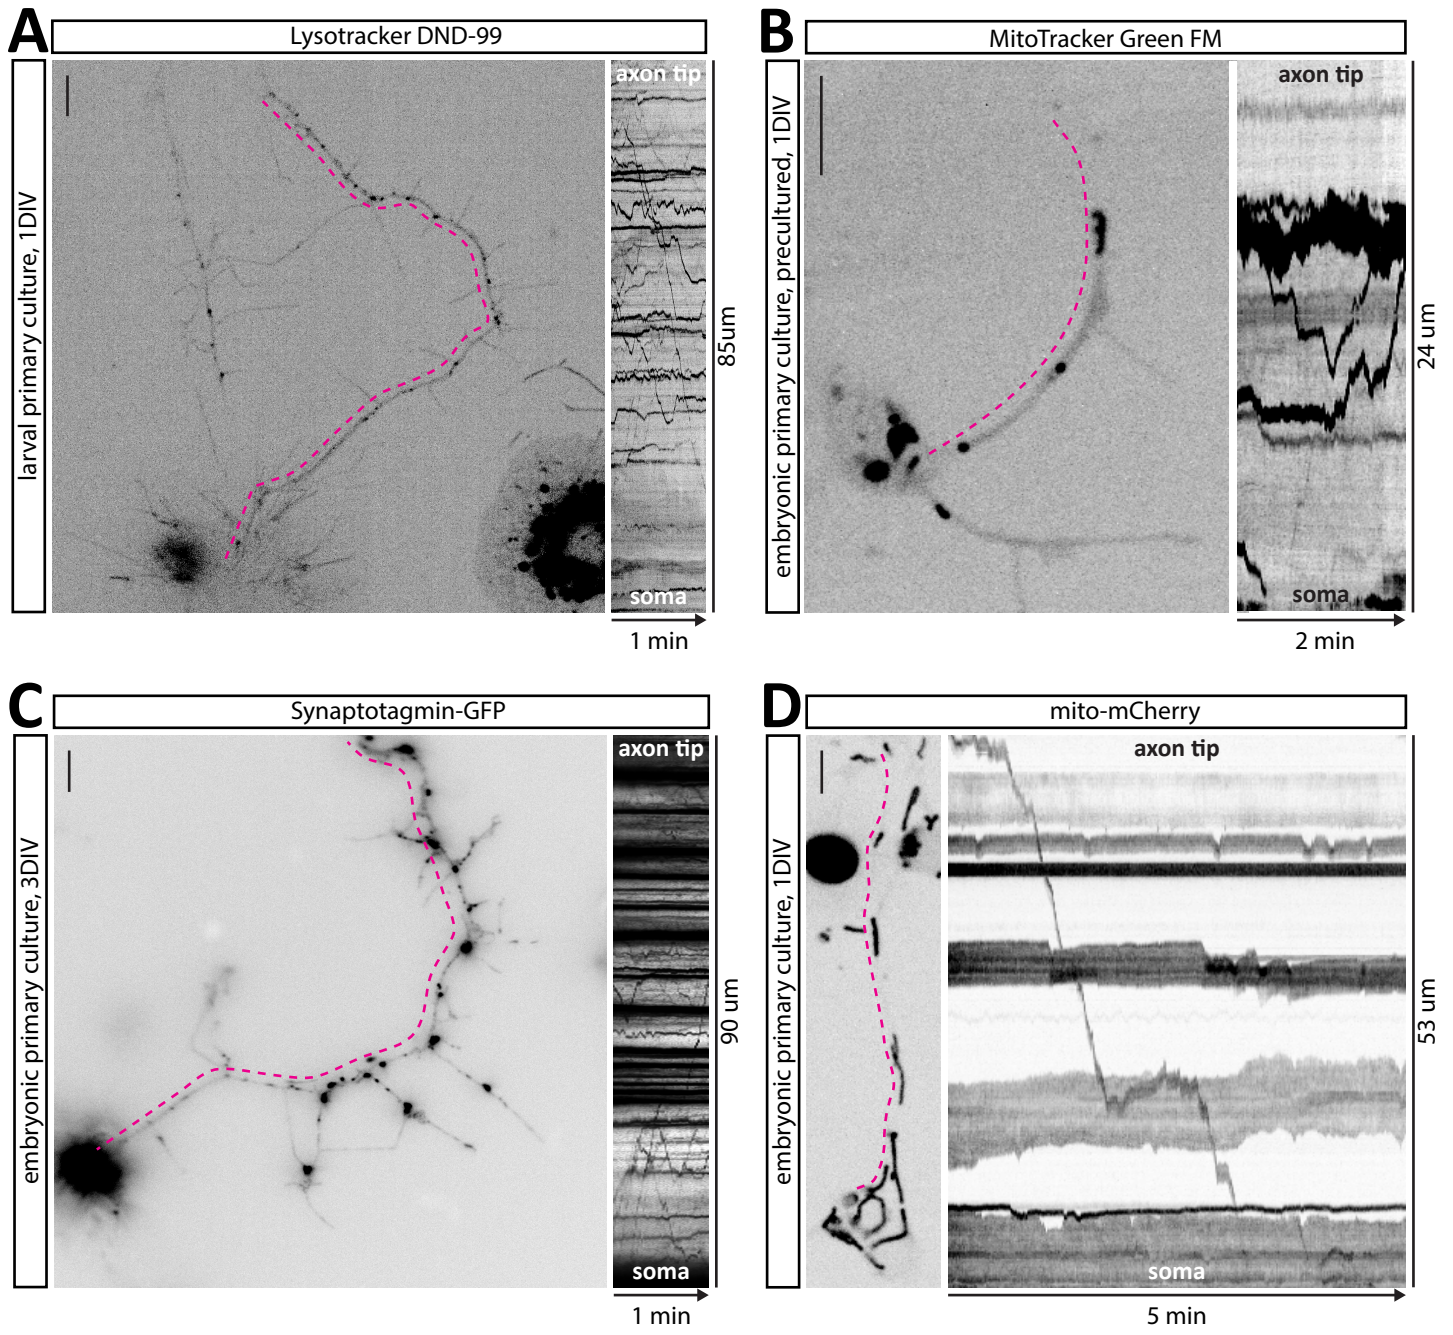 A
Lysotracker DND-99
larval primary culture, 1DIV
axon tip
soma
85um
1 min
B
MitoTracker Green FM
embryonic primary culture, precultured, 1DIV
axon tip
soma
24 um
2 min
C
Synaptotagmin-GFP
embryonic primary culture, 3DIV
axon tip
soma
90 um
1 min
D
mito-mCherry
embryonic primary culture, 1DIV
axon tip
soma
53 um
5 min